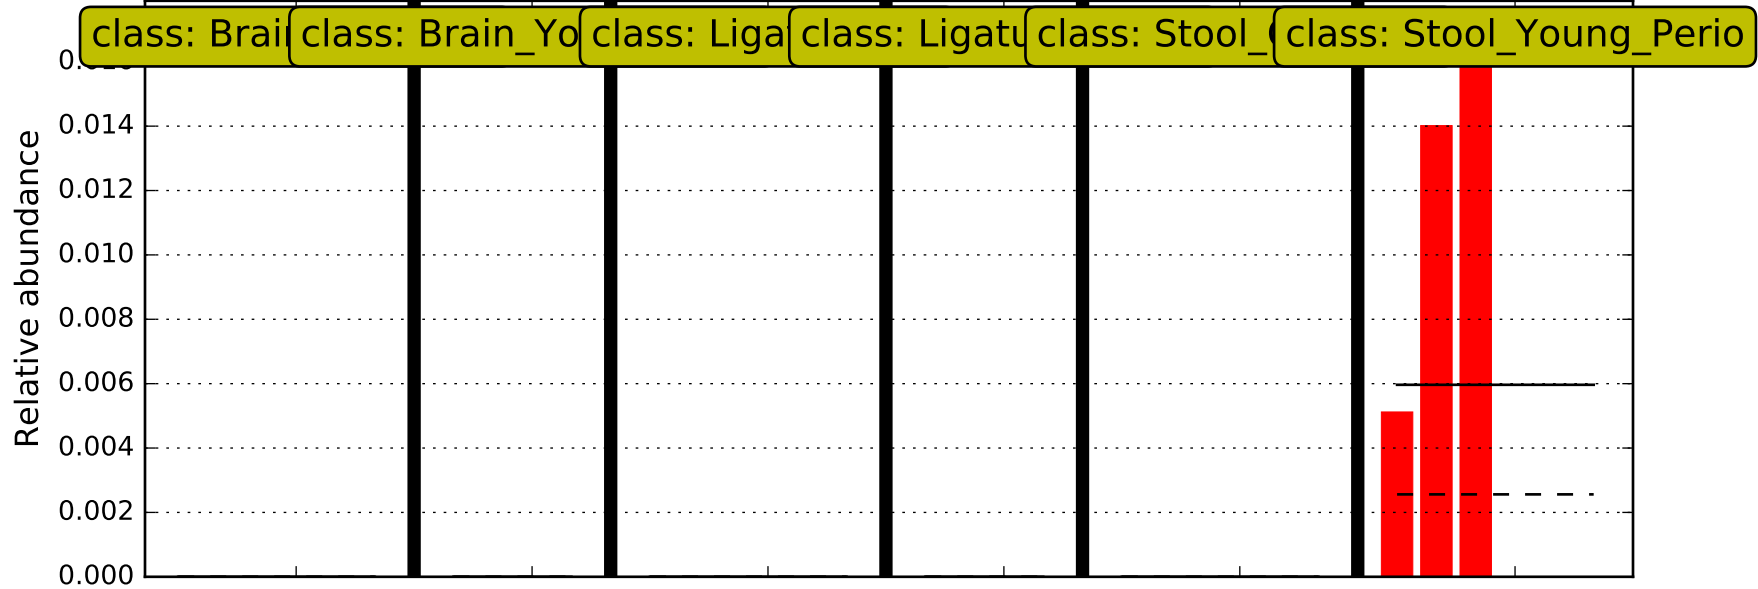 class: Brain
class: Brain_Yo
class: Liga
class: Ligatu
class: Stool_
class: Stool_Young_Perio
Relative abundance
0.014
0.012
0.010
0.008
0.006
0.004
0.002
0.000